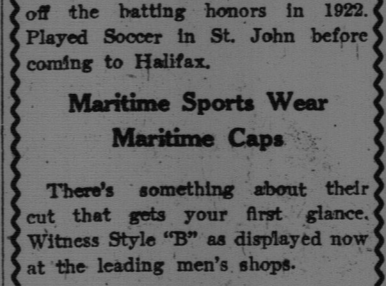 off the batting honors in 1922.
Played Soccer in St. John before
coming to Halifax.
Maritime Sports Wear
Maritime Caps
There's something about their
cut that gets your first glance.
Witness Style "B" as displayed now
at the leading men's shops.